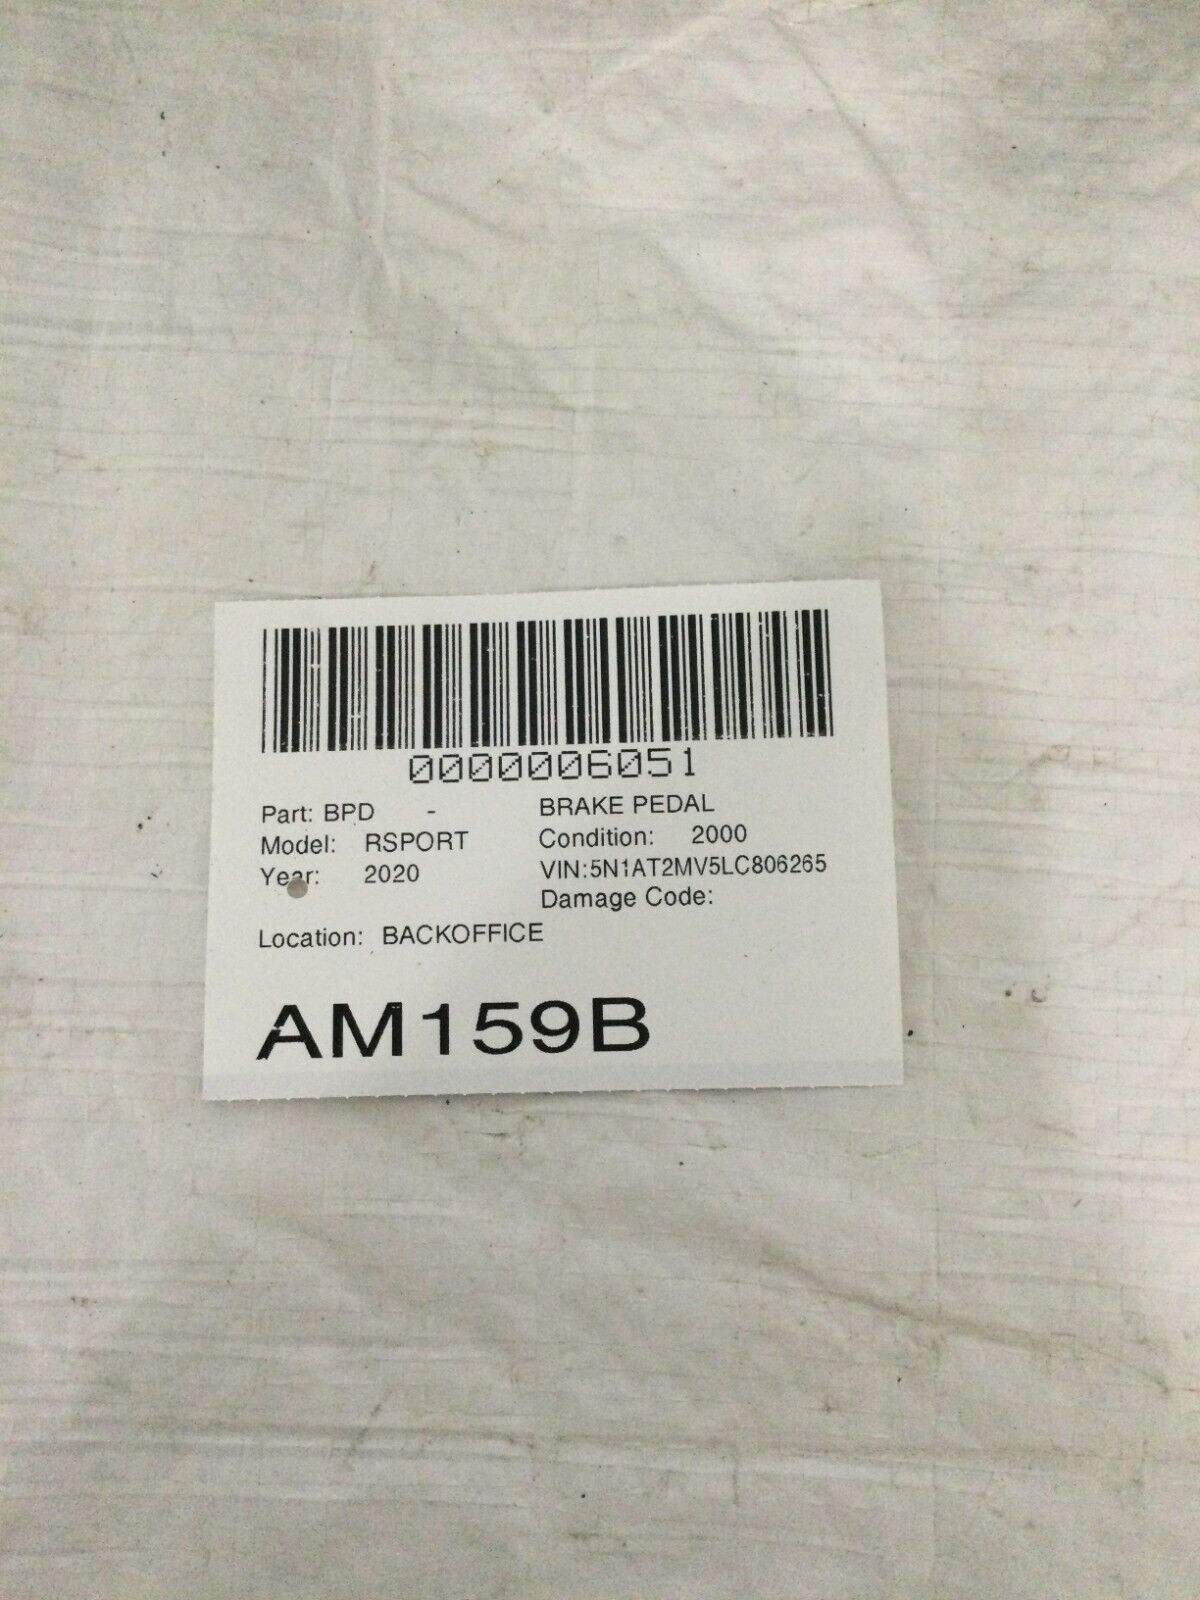 0000006051
Part: BPD - BRAKE PEDAL
Model: RSPORT Condition: 2000
Year: 2020 VIN:5N1AT2MV5LC806265
Damage Code:
Location: BACKOFFICE
AM159B